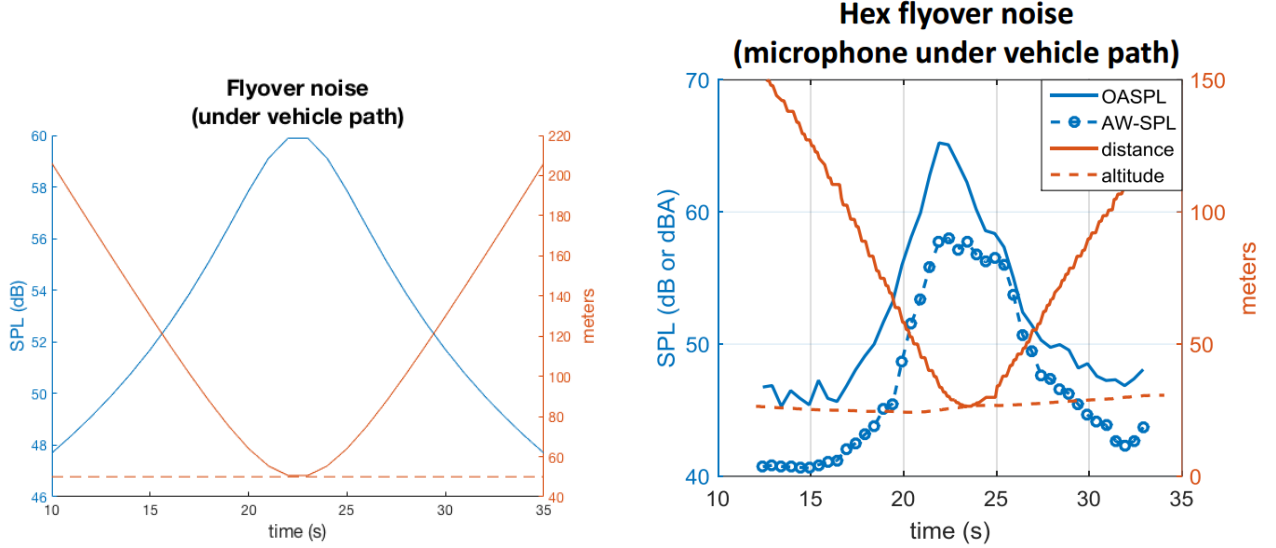 Flyover noise
(under vehicle path)
60
58
56
54
52
50
48
46
SPL (dB)
220
200
180
160
140
120
100
80
60
40
meters
10
15
20
25
30
35
time (s)
Hex flyover noise
(microphone under vehicle path)
70
60
50
40
SPL (dB or dBA)
OASPL
AW-SPL
distance
altitude
150
100
50
0
meters
10
15
20
25
30
35
time (s)